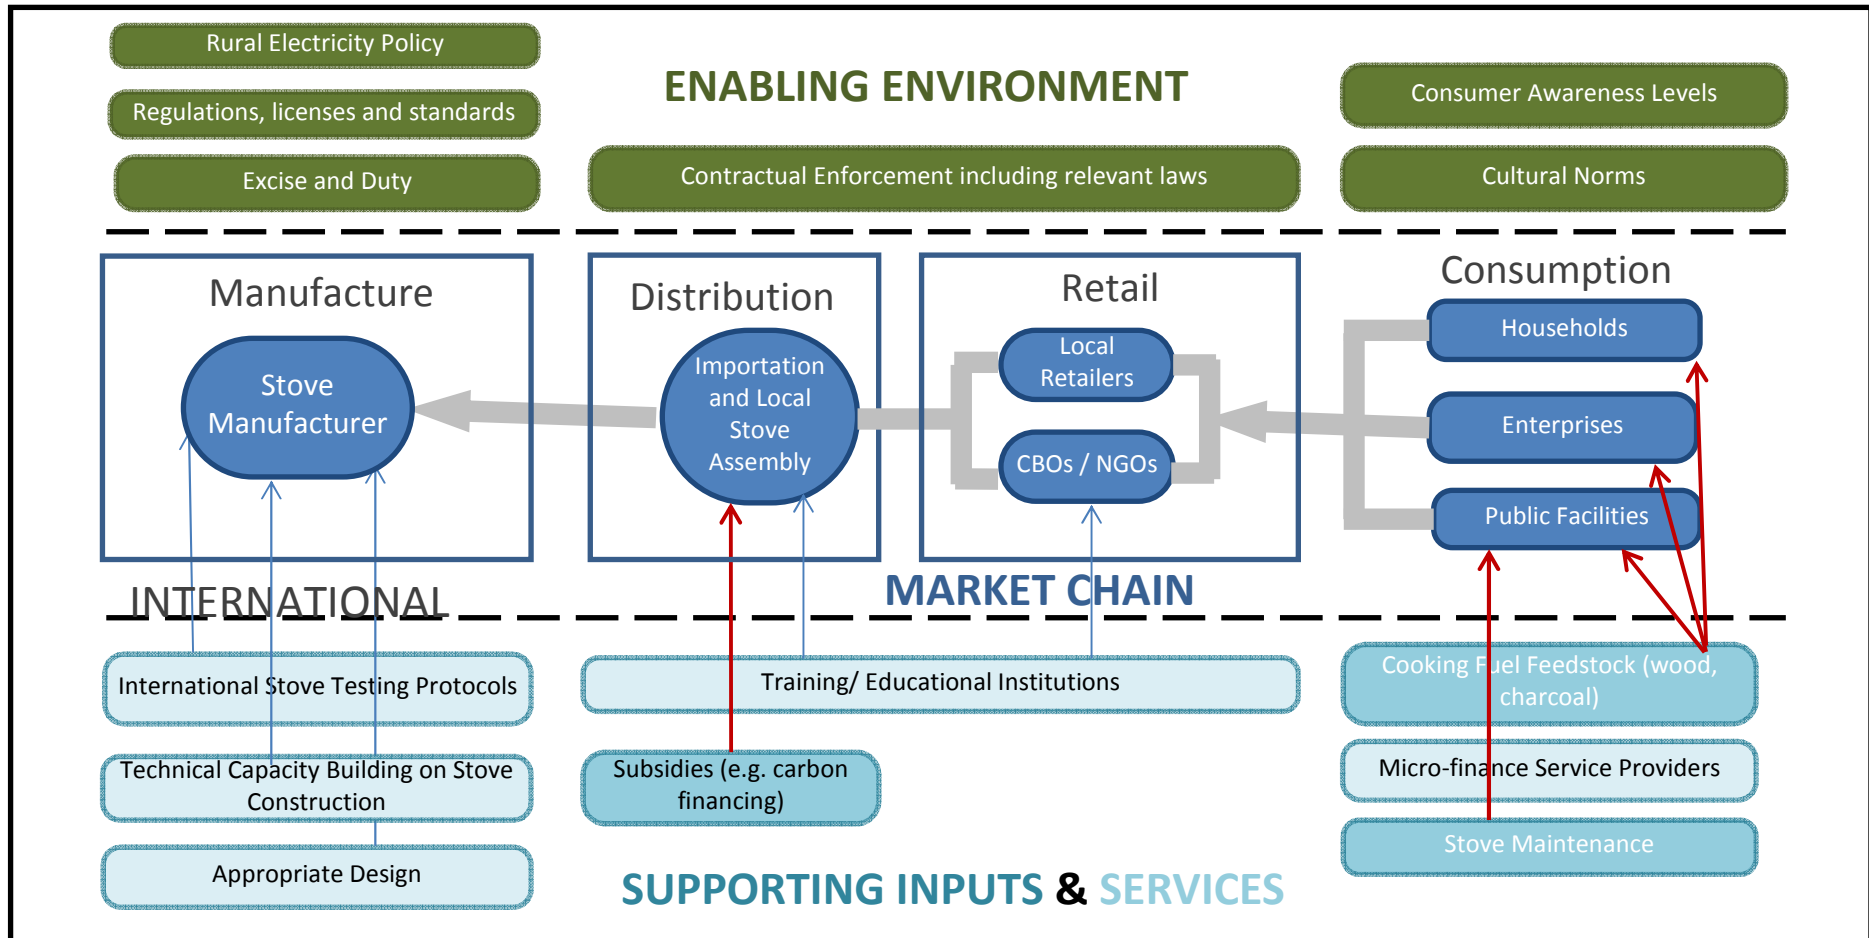 Rural Electricity Policy
Regulations, licenses and standards
Excise and Duty
ENABLING ENVIRONMENT
Contractual Enforcement including relevant laws
Consumer Awareness Levels
Cultural Norms
Manufacture
Stove
Manufacturer
INTERNATIONAL
Distribution
Importation
and Local
Stove
Assembly
Retail
Local
Retailers
CBOs / NGOs
Consumption
Households
Enterprises
Public Facilities
MARKET CHAIN
International Stove Testing Protocols
Technical Capacity Building on Stove
Construction
Appropriate Design
Training/ Educational Institutions
Subsidies (e.g. carbon
financing)
Cooking Fuel Feedstock (wood,
charcoal)
Micro-finance Service Providers
Stove Maintenance
SUPPORTING INPUTS & SERVICES